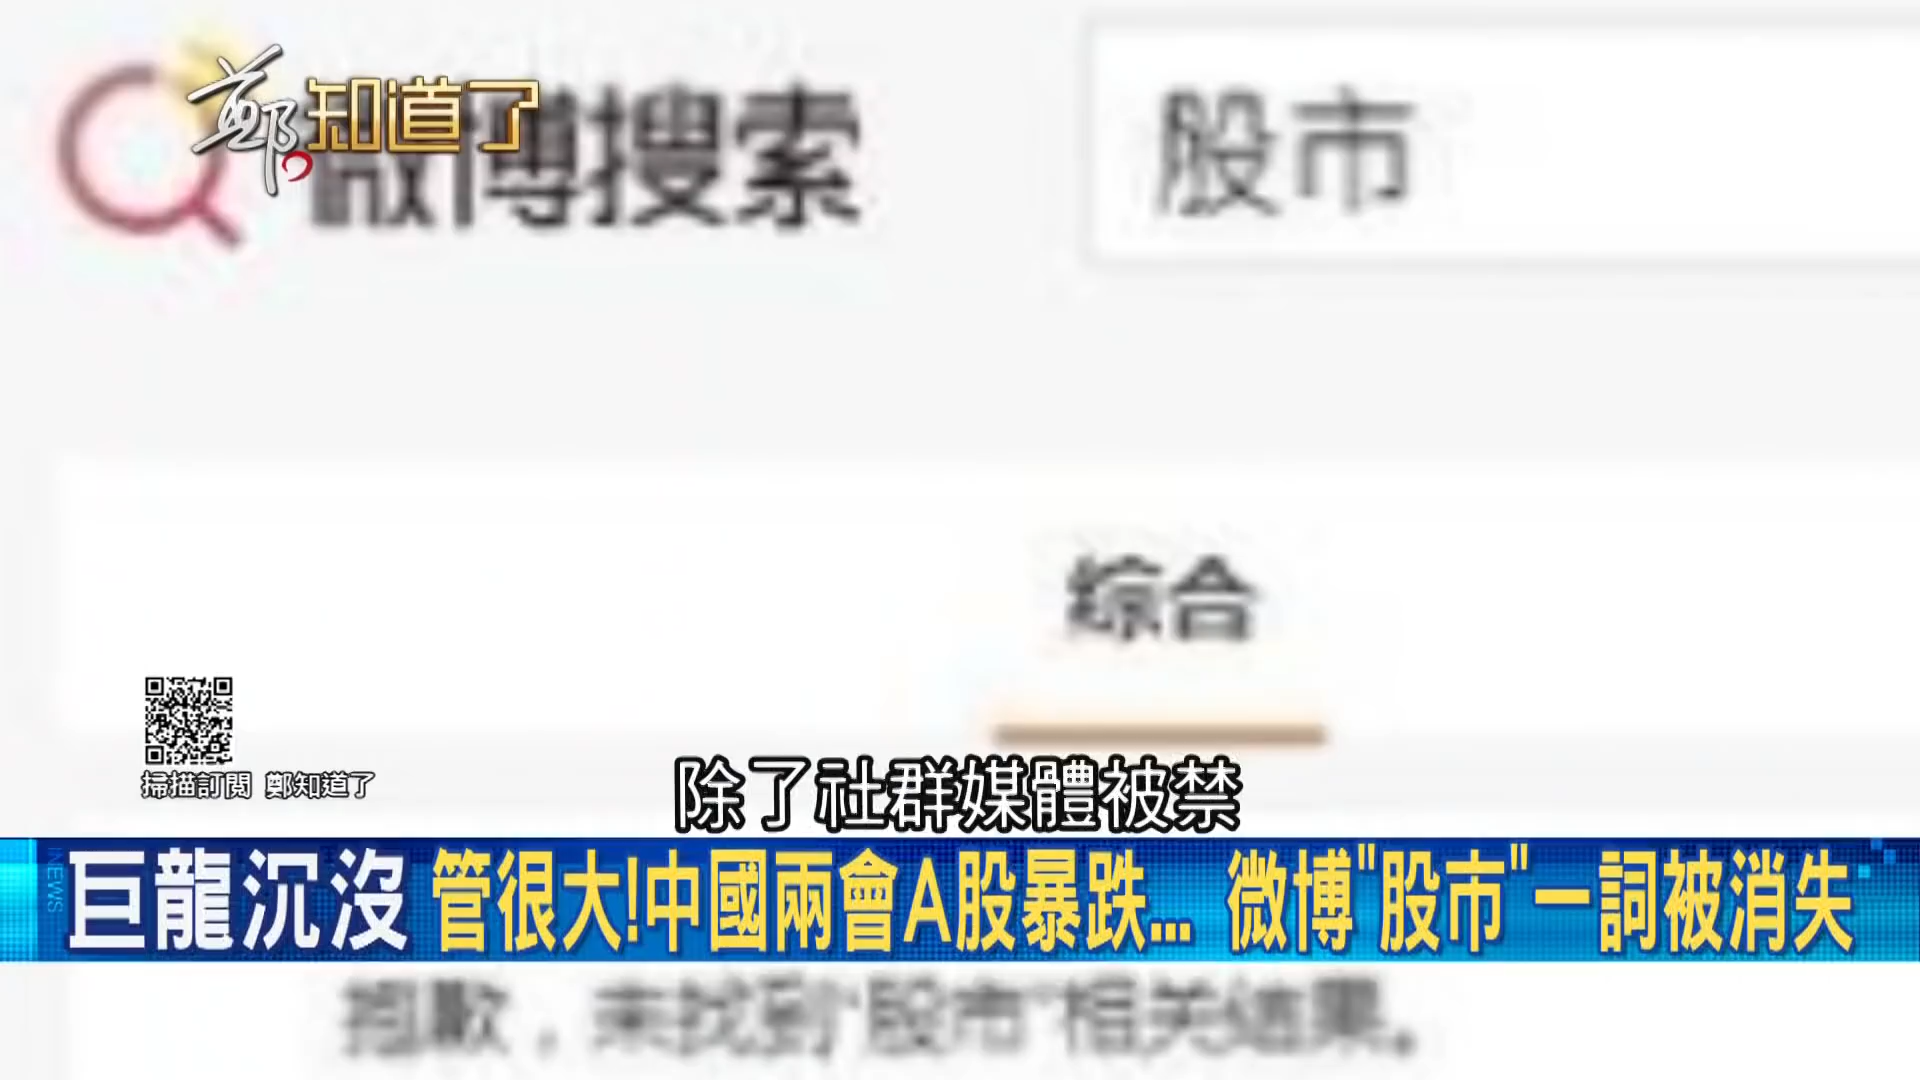 鄭知道了
微博搜索
股市
综合
掃描訂閱 鄭知道了
除了社群媒體被禁
NEWS
巨龍沉沒 管很大!中國兩會A股暴跌... 微博"股市"一詞被消失
抱歉，未找到"股市"相关结果。